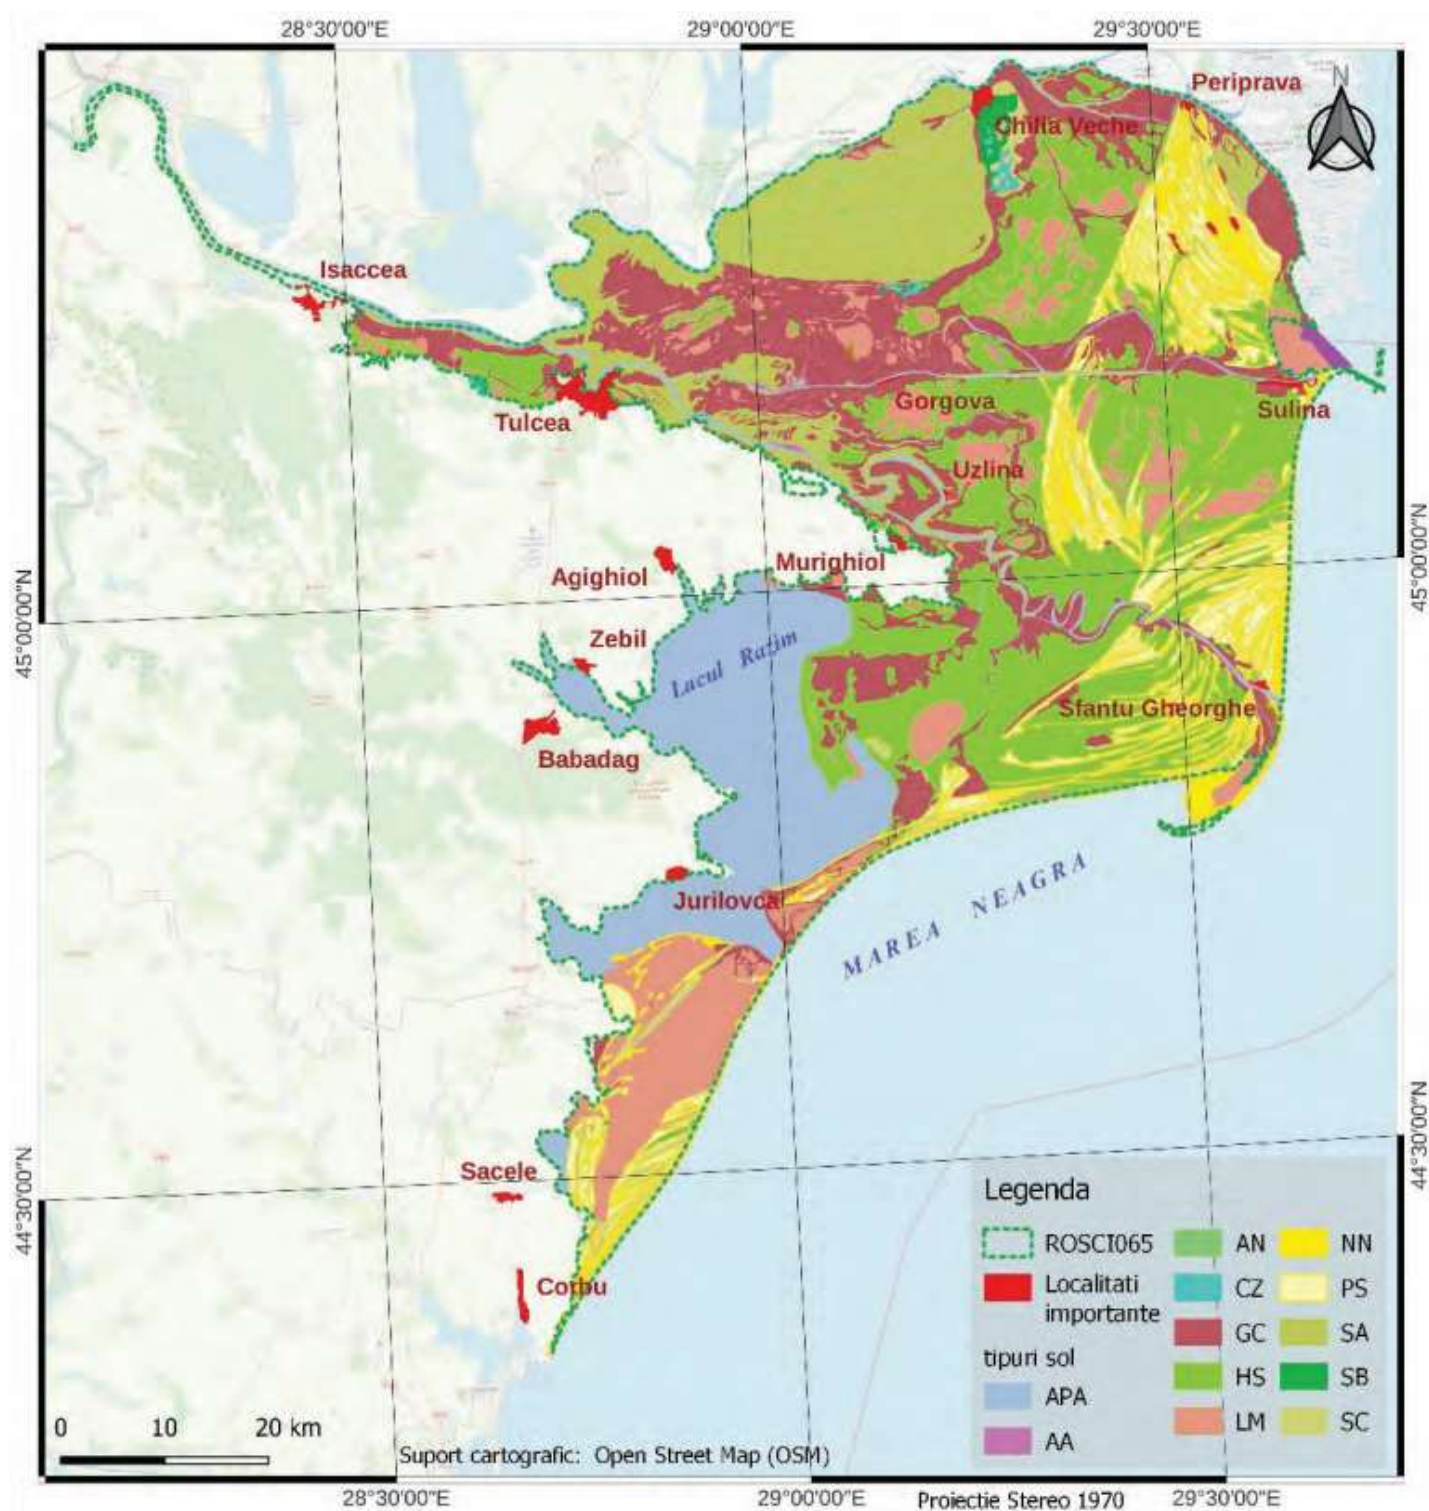 28°30'00"E
29°00'00"E
29°30'00"E
Periprava
N
Chilia Veche
Isaccea
Tulcea
Gorgova
Sulina
Uzlina
Murighiol
Agighiol
45°00'00"N
45°00'00"N
Zebil
Lacul Razim
Sfantu Gheorghe
Babadag
Jurilovca
MAREA NEAGRA
Sacele
44°30'00"N
44°30'00"N
Corbu
Legenda
ROSCI065
Localitati
importante
tipuri sol
APA
AA
AN
CZ
GC
HS
LM
NN
PS
SA
SB
SC
0 10 20 km
Suport cartografic: Open Street Map (OSM)
28°30'00"E
29°00'00"E
29°30'00"E
Proiectie Stereo 1970